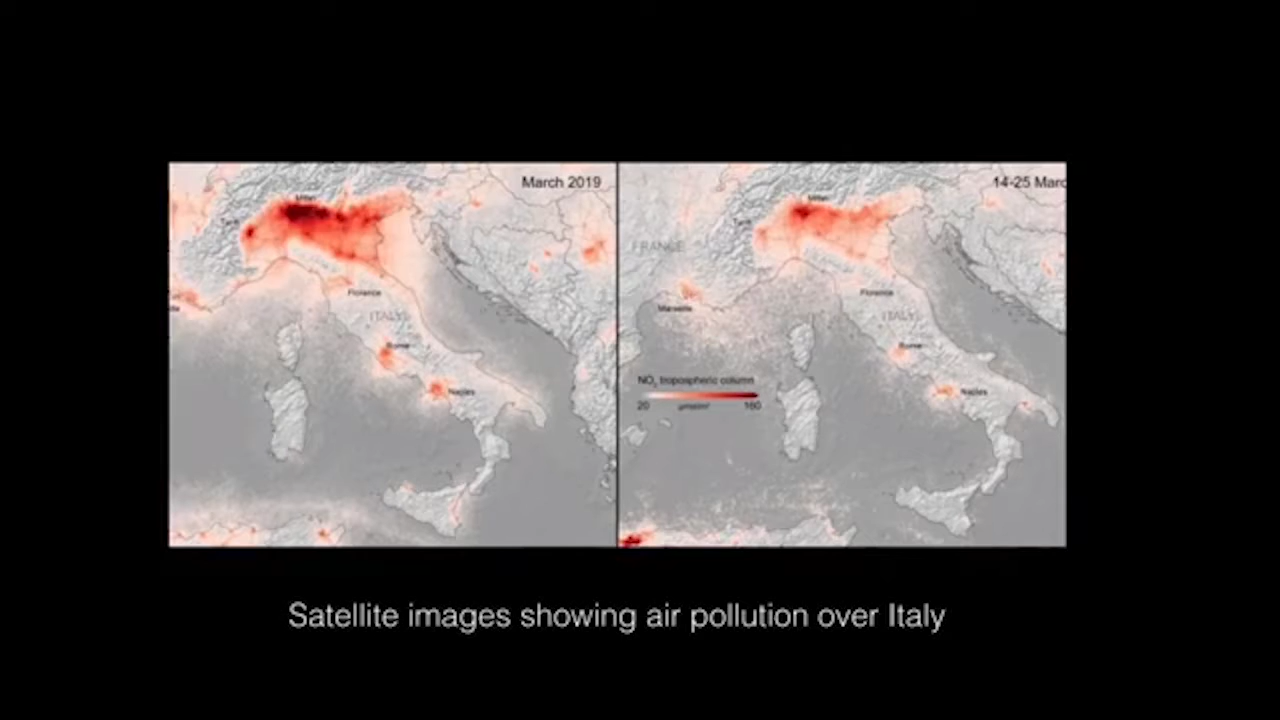 March 2019
14-25 Marc
Milan
Turin
FRANCE
Florence
Marseille
ITALY
Rome
Naples
Milan
Turin
Florence
ITALY
Rome
Naples
NO₂ tropospheric column
20
160
Satellite images showing air pollution over Italy